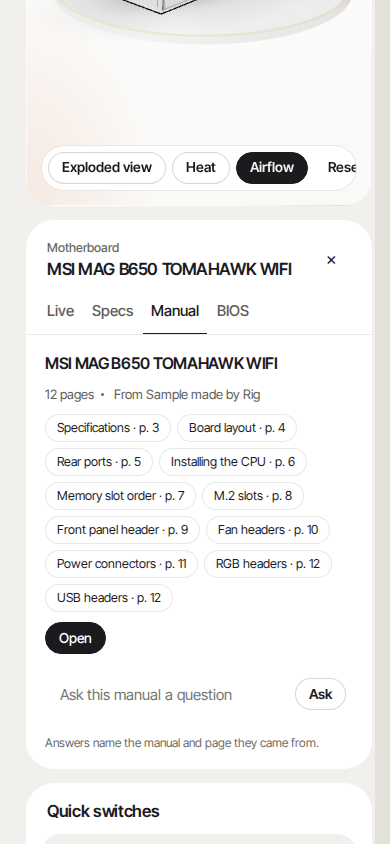 Exploded view Heat Airflow Rese
Motherboard
MSI MAG B650 TOMAHAWK WIFI ×
Live Specs Manual BIOS
MSI MAG B650 TOMAHAWK WIFI
12 pages • From Sample made by Rig
Specifications · p. 3 Board layout · p. 4
Rear ports · p. 5 Installing the CPU · p. 6
Memory slot order · p. 7 M.2 slots · p. 8
Front panel header · p. 9 Fan headers · p. 10
Power connectors · p. 11 RGB headers · p. 12
USB headers · p. 12
Open
Ask this manual a question Ask
Answers name the manual and page they came from.
Quick switches